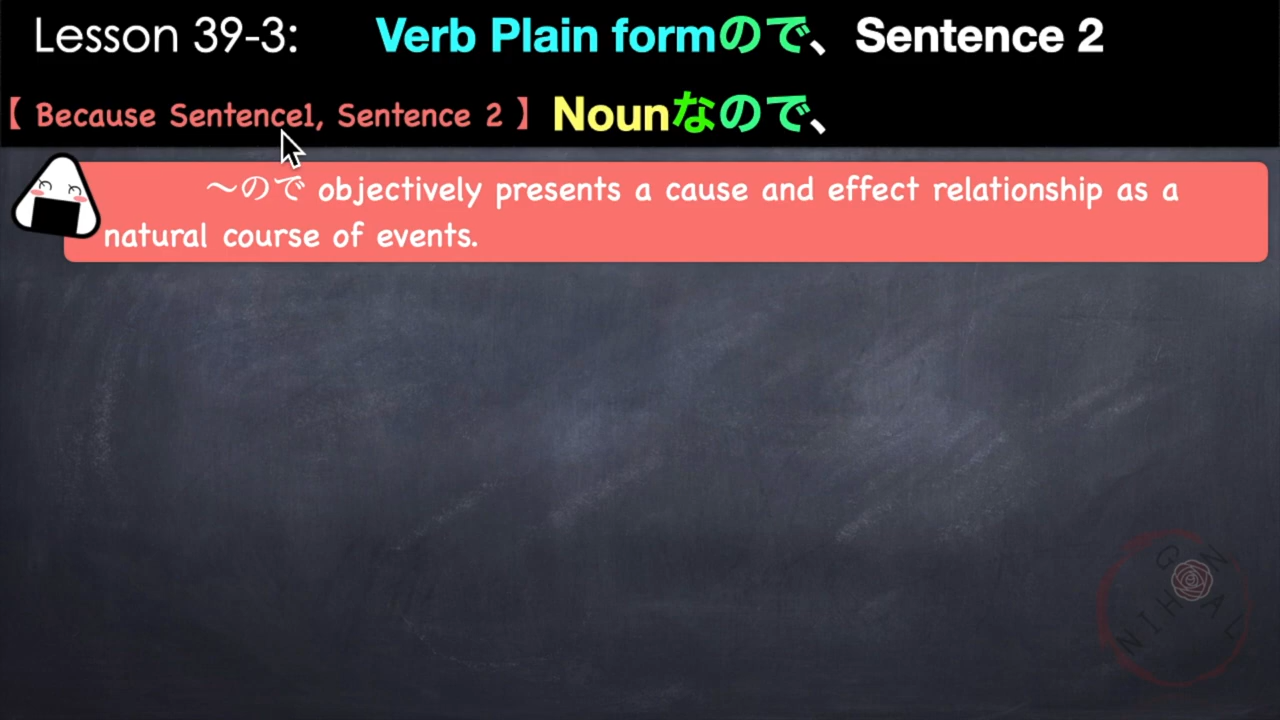 Lesson 39-3: Verb Plain formので、 Sentence 2
【 Because Sentence1, Sentence 2 】 Nounなので、
〜ので objectively presents a cause and effect relationship as a
natural course of events.
NIHONGOAL